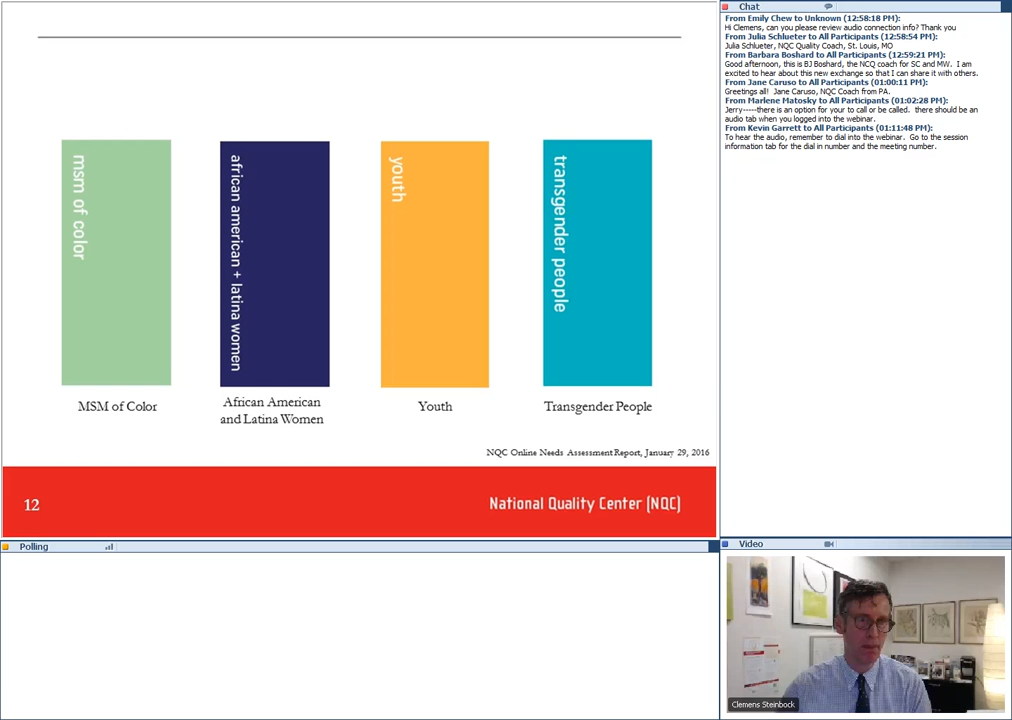 msm of color
african american + latina women
youth
transgender people
MSM of Color
African American
and Latina Women
Youth
Transgender People
NQC Online Needs Assessment Report, January 29, 2016
12
National Quality Center (NQC)
Chat
From Emily Chew to Unknown (12:58:18 PM):
Hi Clemens, can you please review audio connection info? Thank you
From Julia Schlueter to All Participants (12:58:54 PM):
Julia Schlueter, NQC Quality Coach, St. Louis, MO
From Barbara Boshard to All Participants (12:59:21 PM):
Good afternoon, this is BJ Boshard, the NCQ coach for SC and MW. I am
excited to hear about this new exchange so that I can share it with others.
From Jane Caruso to All Participants (01:00:11 PM):
Greetings all! Jane Caruso, NQC Coach from PA.
From Marlene Matosky to All Participants (01:02:28 PM):
Jerry-----there is an option for your to call or be called. there should be an
audio tab when you logged into the webinar.
From Kevin Garrett to All Participants (01:11:48 PM):
To hear the audio, remember to dial into the webinar. Go to the session
information tab for the dial in number and the meeting number.
Polling
Video
Clemens Steinbock